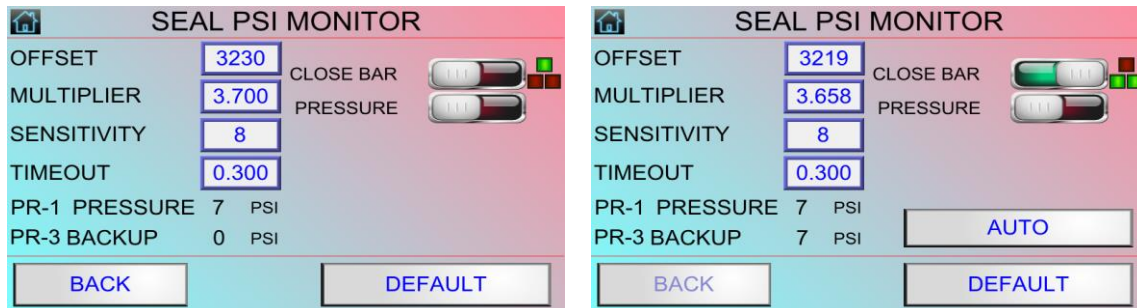 SEAL PSI MONITOR
OFFSET 3230
CLOSE BAR
MULTIPLIER 3.700
PRESSURE
SENSITIVITY 8
TIMEOUT 0.300
PR-1 PRESSURE 7 PSI
PR-3 BACKUP 0 PSI
BACK DEFAULT
SEAL PSI MONITOR
OFFSET 3219
CLOSE BAR
MULTIPLIER 3.658
PRESSURE
SENSITIVITY 8
TIMEOUT 0.300
PR-1 PRESSURE 7 PSI
PR-3 BACKUP 7 PSI
AUTO
BACK DEFAULT